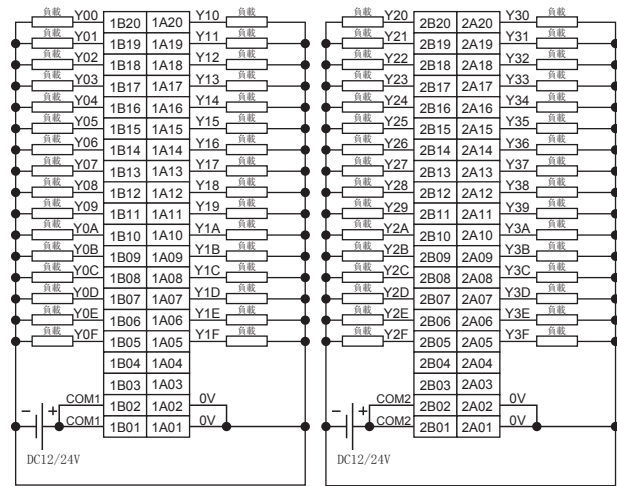 負載 Y00 1B20 1A20 Y10 負載 負載 Y20 2B20 2A20 Y30 負載
負載 Y01 1B19 1A19 Y11 負載 負載 Y21 2B19 2A19 Y31 負載
負載 Y02 1B18 1A18 Y12 負載 負載 Y22 2B18 2A18 Y32 負載
負載 Y03 1B17 1A17 Y13 負載 負載 Y23 2B17 2A17 Y33 負載
負載 Y04 1B16 1A16 Y14 負載 負載 Y24 2B16 2A16 Y34 負載
負載 Y05 1B15 1A15 Y15 負載 負載 Y25 2B15 2A15 Y35 負載
負載 Y06 1B14 1A14 Y16 負載 負載 Y26 2B14 2A14 Y36 負載
負載 Y07 1B13 1A13 Y17 負載 負載 Y27 2B13 2A13 Y37 負載
負載 Y08 1B12 1A12 Y18 負載 負載 Y28 2B12 2A12 Y38 負載
負載 Y09 1B11 1A11 Y19 負載 負載 Y29 2B11 2A11 Y39 負載
負載 Y0A 1B10 1A10 Y1A 負載 負載 Y2A 2B10 2A10 Y3A 負載
負載 Y0B 1B09 1A09 Y1B 負載 負載 Y2B 2B09 2A09 Y3B 負載
負載 Y0C 1B08 1A08 Y1C 負載 負載 Y2C 2B08 2A08 Y3C 負載
負載 Y0D 1B07 1A07 Y1D 負載 負載 Y2D 2B07 2A07 Y3D 負載
負載 Y0E 1B06 1A06 Y1E 負載 負載 Y2E 2B06 2A06 Y3E 負載
負載 Y0F 1B05 1A05 Y1F 負載 負載 Y2F 2B05 2A05 Y3F 負載
1B04 1A04 2B04 2A04
1B03 1A03 2B03 2A03
− + COM1 1B02 1A02 0V − + COM2 2B02 2A02 0V
COM1 1B01 1A01 0V COM2 2B01 2A01 0V
DC12/24V DC12/24V